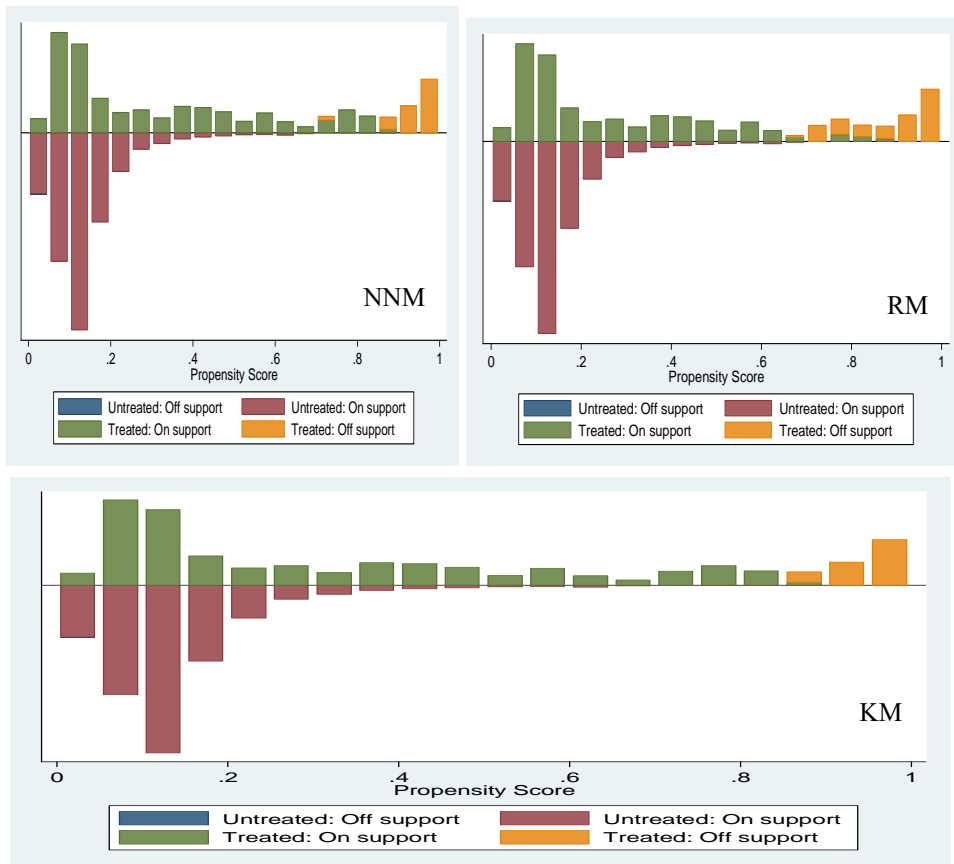 NNM
0 .2 .4 .6 .8 1
Propensity Score
Untreated: Off support Untreated: On support
Treated: On support Treated: Off support
RM
0 .2 .4 .6 .8 1
Propensity Score
Untreated: Off support Untreated: On support
Treated: On support Treated: Off support
KM
0 .2 .4 .6 .8 1
Propensity Score
Untreated: Off support Untreated: On support
Treated: On support Treated: Off support